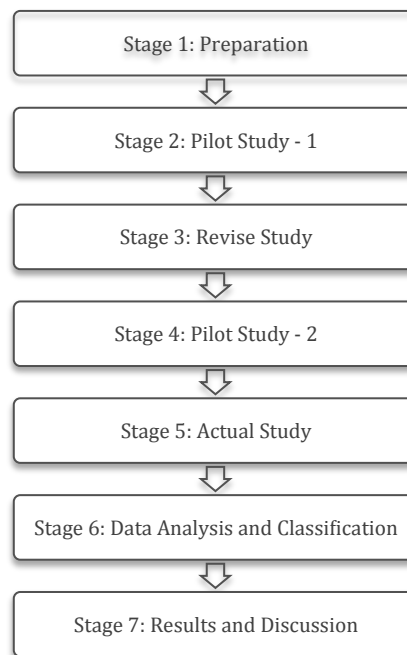 Stage 1: Preparation
Stage 2: Pilot Study - 1
Stage 3: Revise Study
Stage 4: Pilot Study - 2
Stage 5: Actual Study
Stage 6: Data Analysis and Classification
Stage 7: Results and Discussion